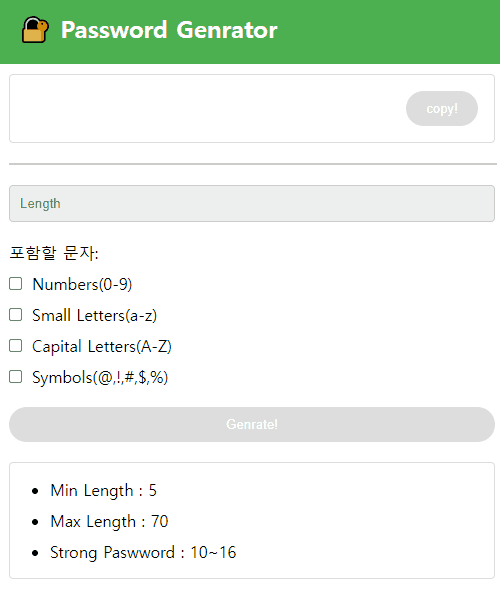 Password Genrator
copy!
Length
포함할 문자:
Numbers(0-9)
Small Letters(a-z)
Capital Letters(A-Z)
Symbols(@,!,#,$,%)
Genrate!
Min Length : 5
Max Length : 70
Strong Paswword : 10~16